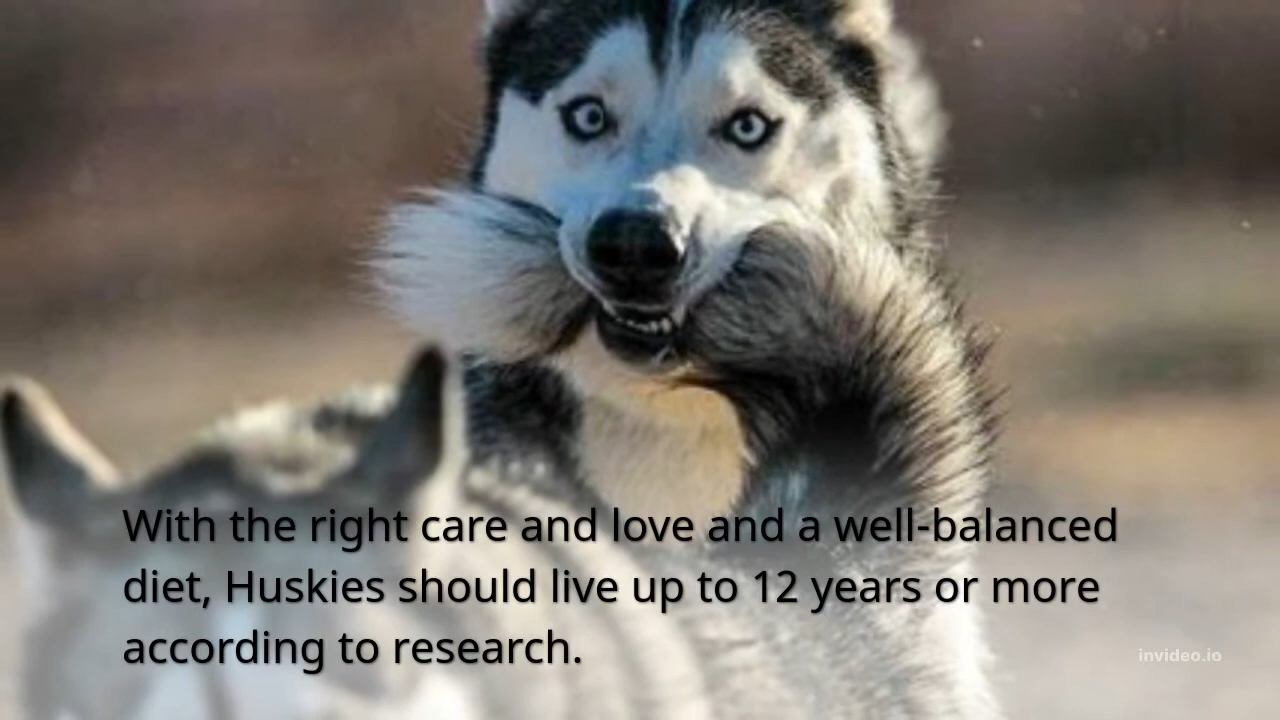 With the right care and love and a well-balanced
diet, Huskies should live up to 12 years or more
according to research.
invideo.io